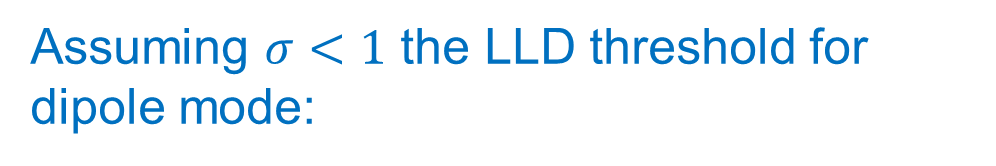 Assuming 𝜎 < 1 the LLD threshold for
dipole mode: